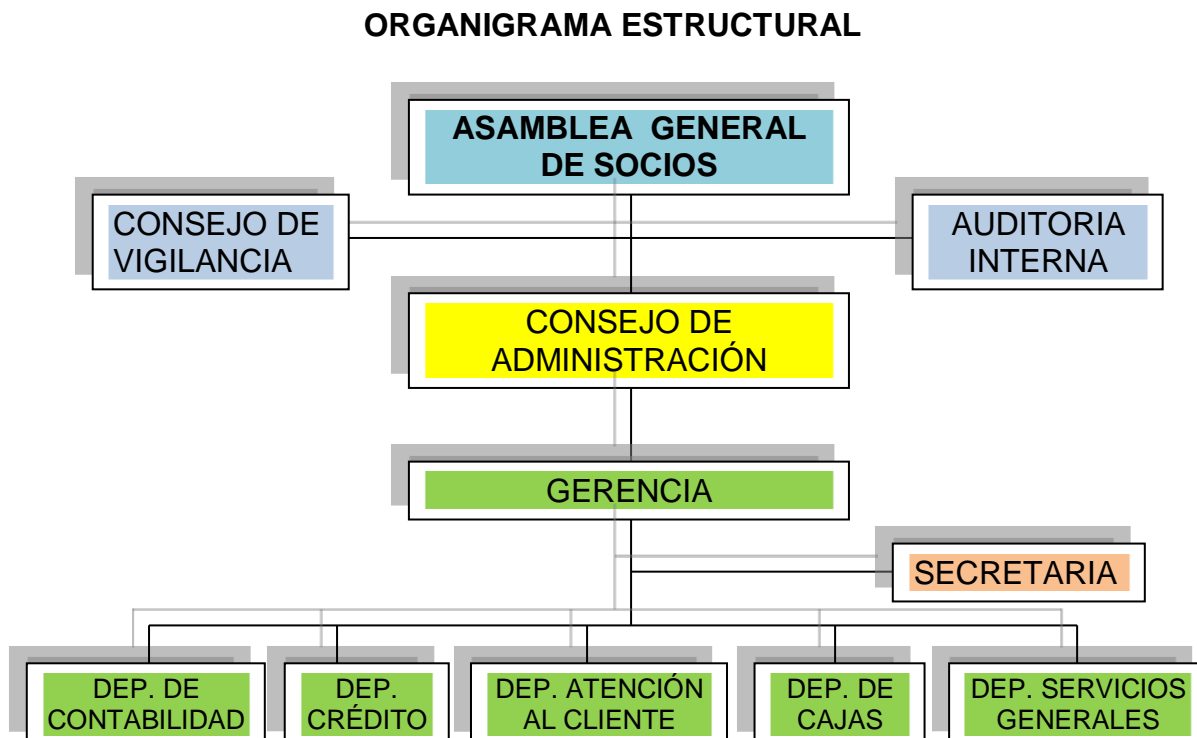 ORGANIGRAMA ESTRUCTURAL
ASAMBLEA GENERAL
DE SOCIOS
CONSEJO DE
VIGILANCIA
AUDITORIA
INTERNA
CONSEJO DE
ADMINISTRACIÓN
GERENCIA
SECRETARIA
DEP. DE
CONTABILIDAD
DEP.
CRÉDITO
DEP. ATENCIÓN
AL CLIENTE
DEP. DE
CAJAS
DEP. SERVICIOS
GENERALES